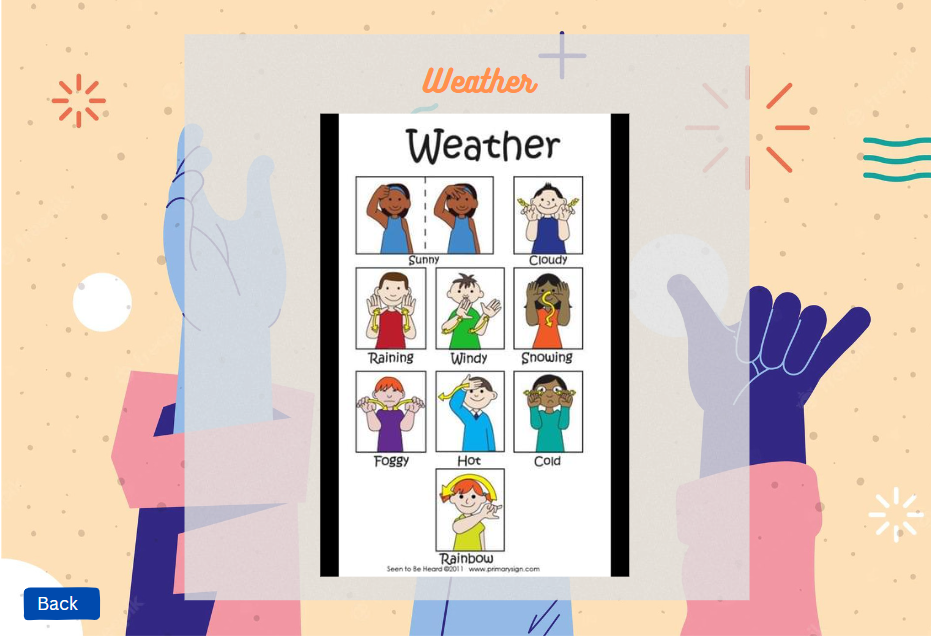 Weather
Weather
Sunny
Cloudy
Raining
Windy
Snowing
Foggy
Hot
Cold
Rainbow
Seen to Be Heard ©2011 www.primarysign.com
Back